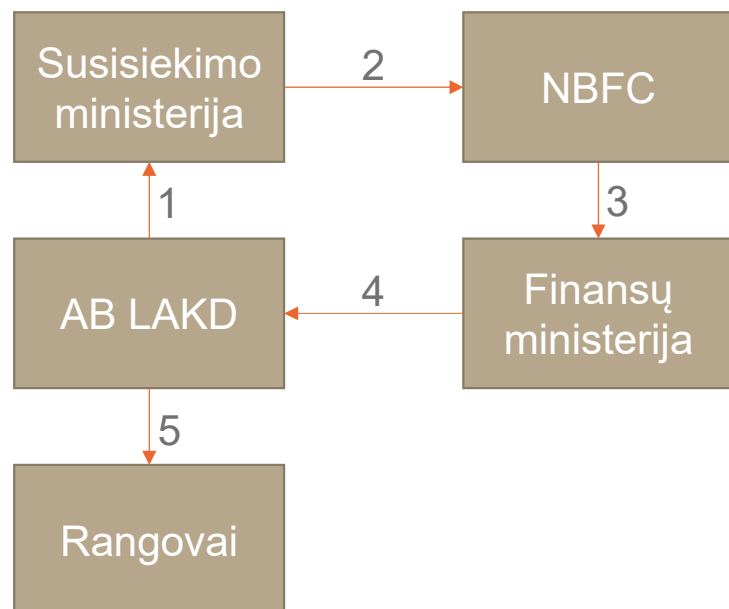 Susisiekimo
ministerija
2
NBFC
1
3
AB LAKD
4
Finansų
ministerija
5
Rangovai